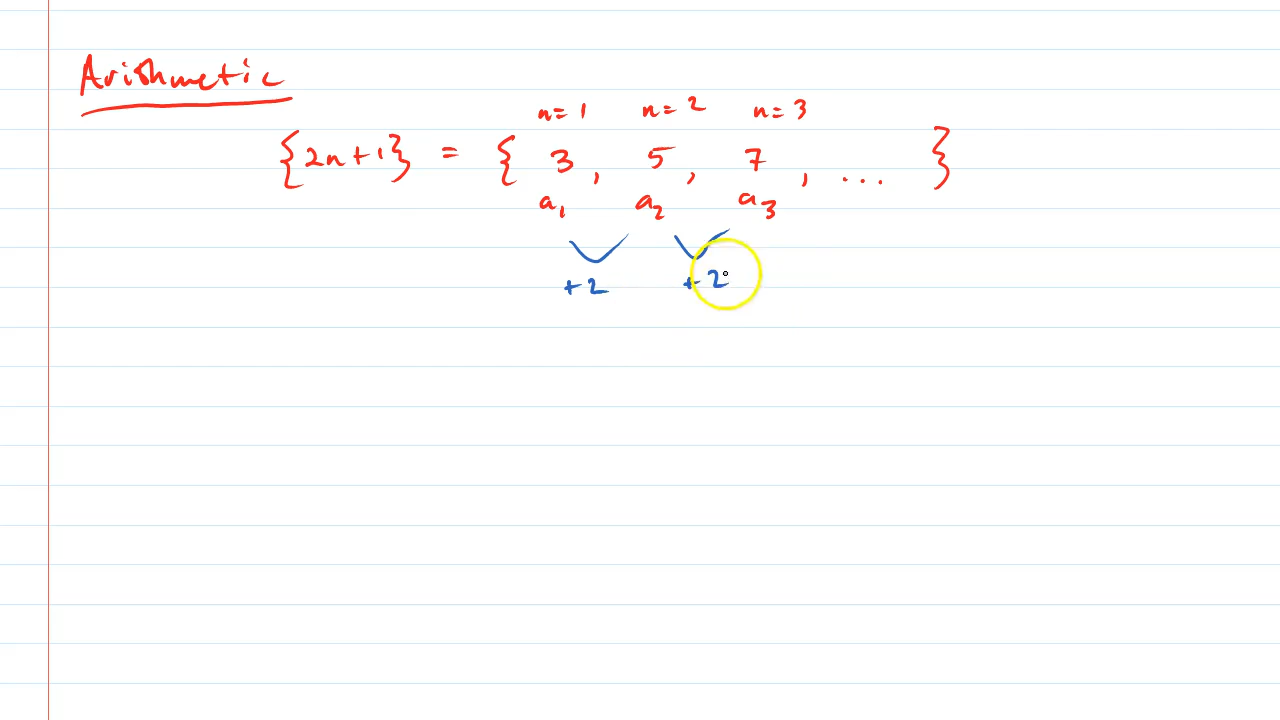 Arithmetic
n=1 n=2 n=3
{2n+1} = { 3, 5, 7, ... }
a₁ a₂ a₃
+2 +2